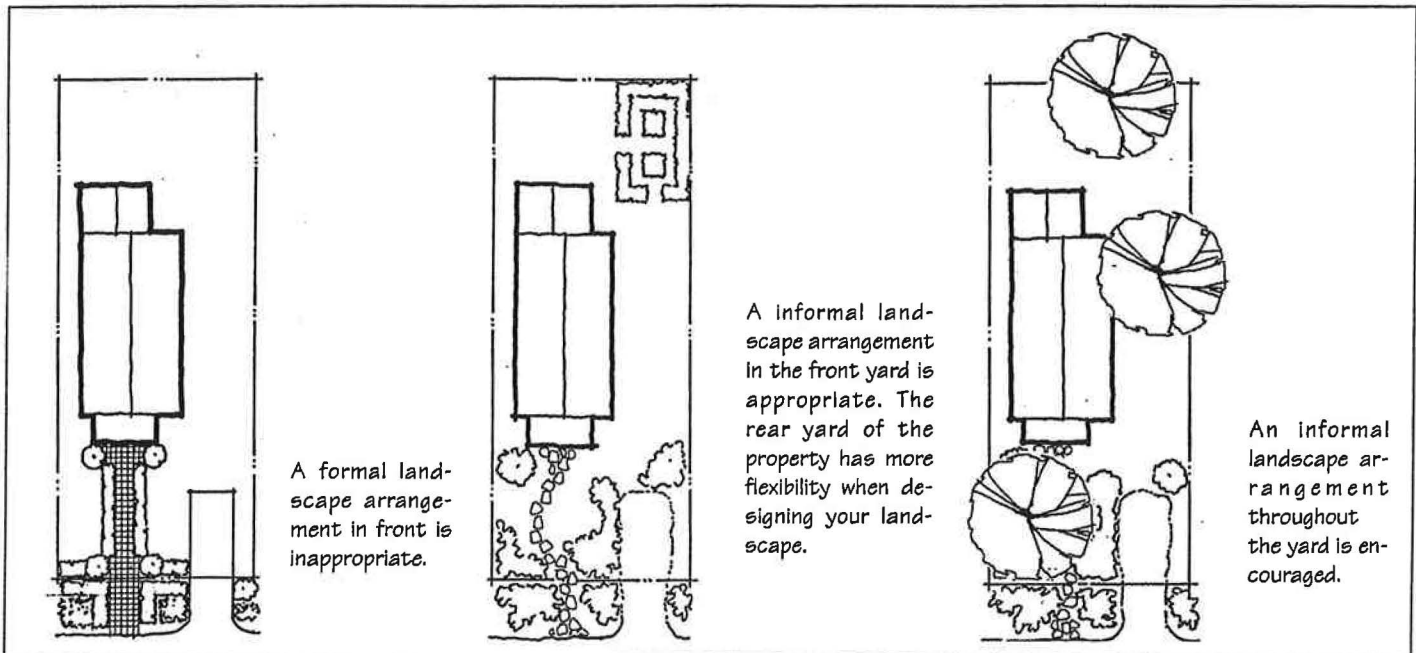 A formal land-
scape arrange-
ment in front is
inappropriate.
A informal land-
scape arrangement
in the front yard is
appropriate. The
rear yard of the
property has more
flexibility when de-
signing your land-
scape.
An informal
landscape ar-
rangement
throughout
the yard is en-
couraged.